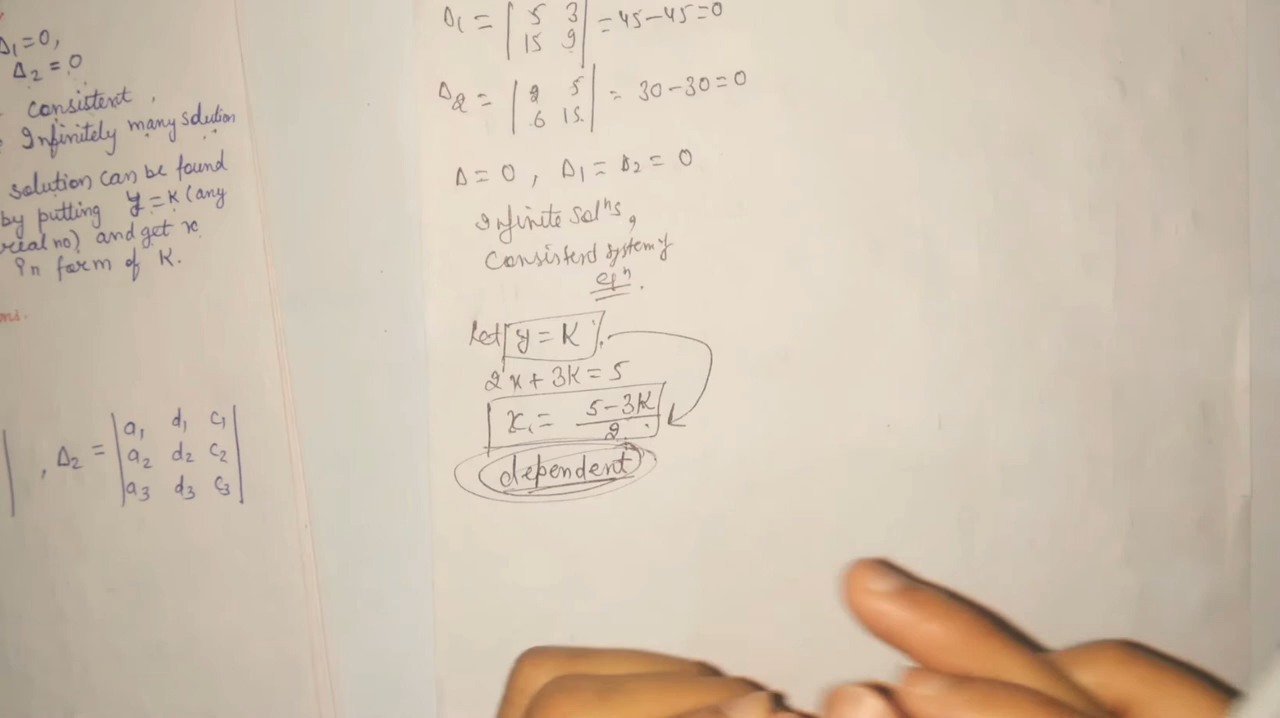 Δ1 = 0,
Δ2 = 0
Consistent,
Infinitely many solution
solution can be found
by putting y = K (any
real no) and get x
in form of K.
ons.
, Δ2 = | a1 d1 c1 |
| a2 d2 c2 |
| a3 d3 c3 |
Δ1 = | 5 3 | = 45 - 45 = 0
| 15 9 |
Δ2 = | 2 5 | = 30 - 30 = 0
| 6 15 |
Δ = 0, Δ1 = Δ2 = 0
Infinite solns,
Consistend system of
eqn.
Let y = K
2x + 3K = 5
x = 5 - 3K / 2
dependent